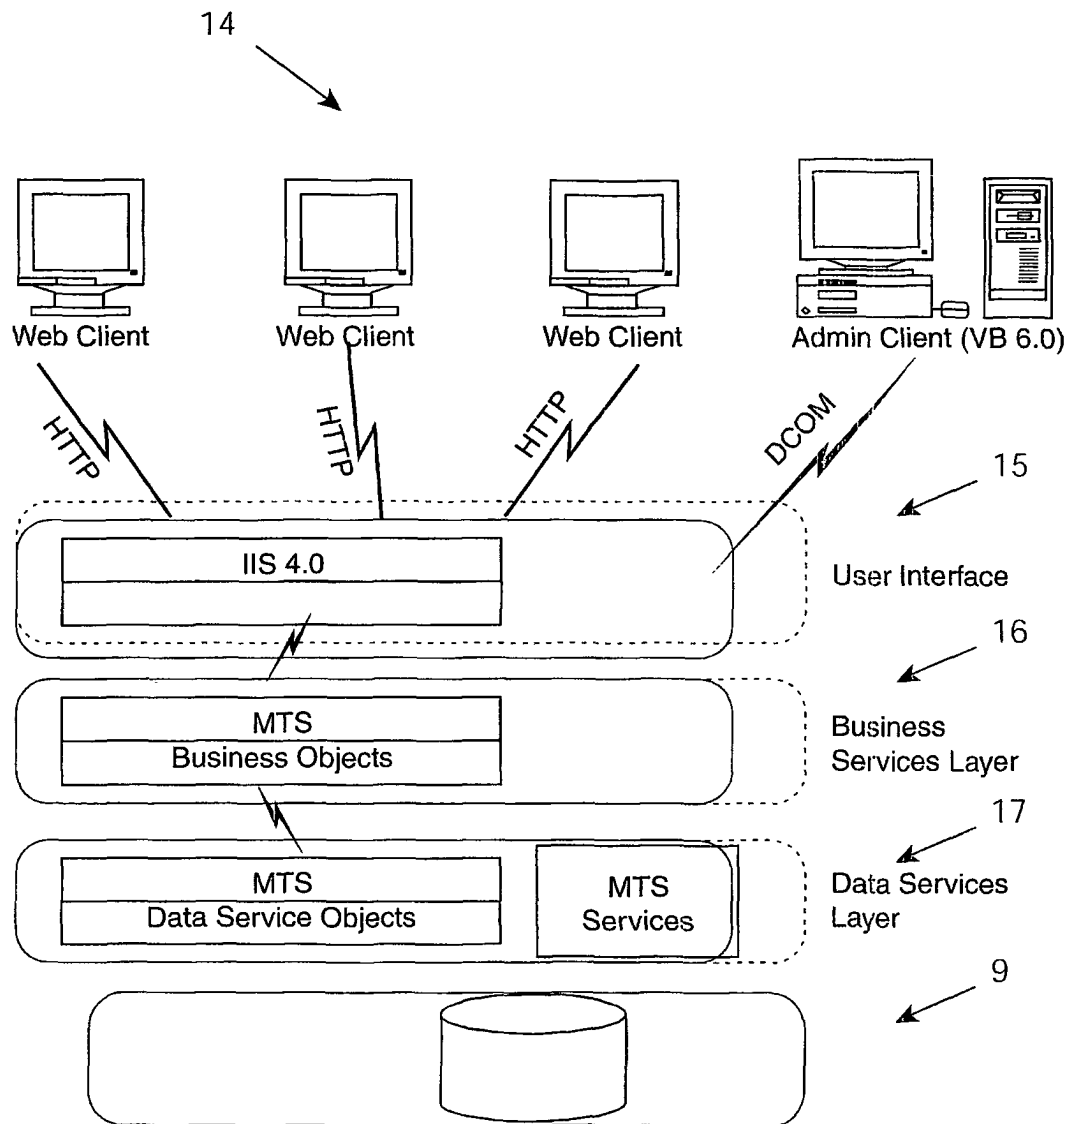 14
Web Client
Web Client
Web Client
Admin Client (VB 6.0)
HTTP
HTTP
HTTP
DCOM
15
IIS 4.0
User Interface
16
MTS
Business Objects
Business
Services Layer
17
MTS
Data Service Objects
MTS
Services
Data Services
Layer
9